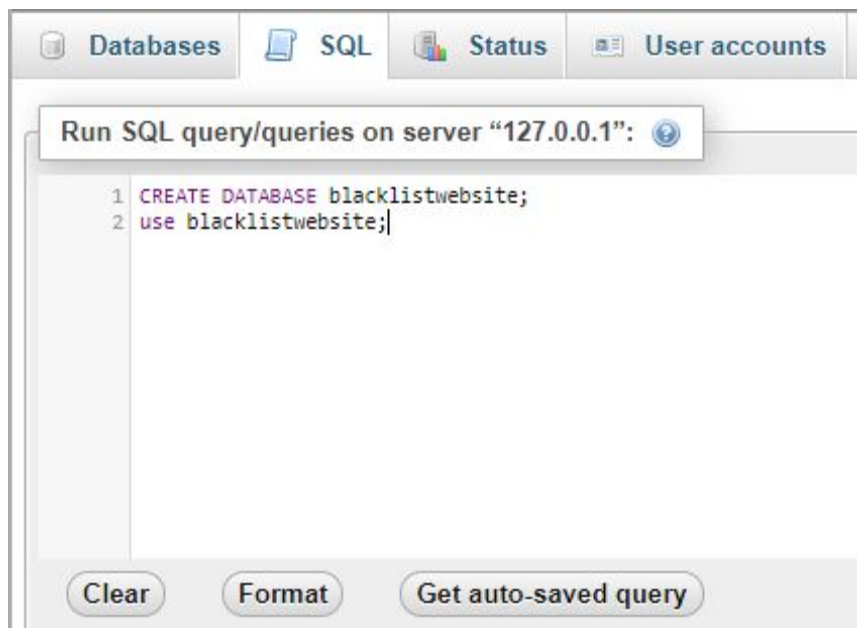 Databases SQL Status User accounts
Run SQL query/queries on server “127.0.0.1”:
1 CREATE DATABASE blacklistwebsite;
2 use blacklistwebsite;
Clear Format Get auto-saved query